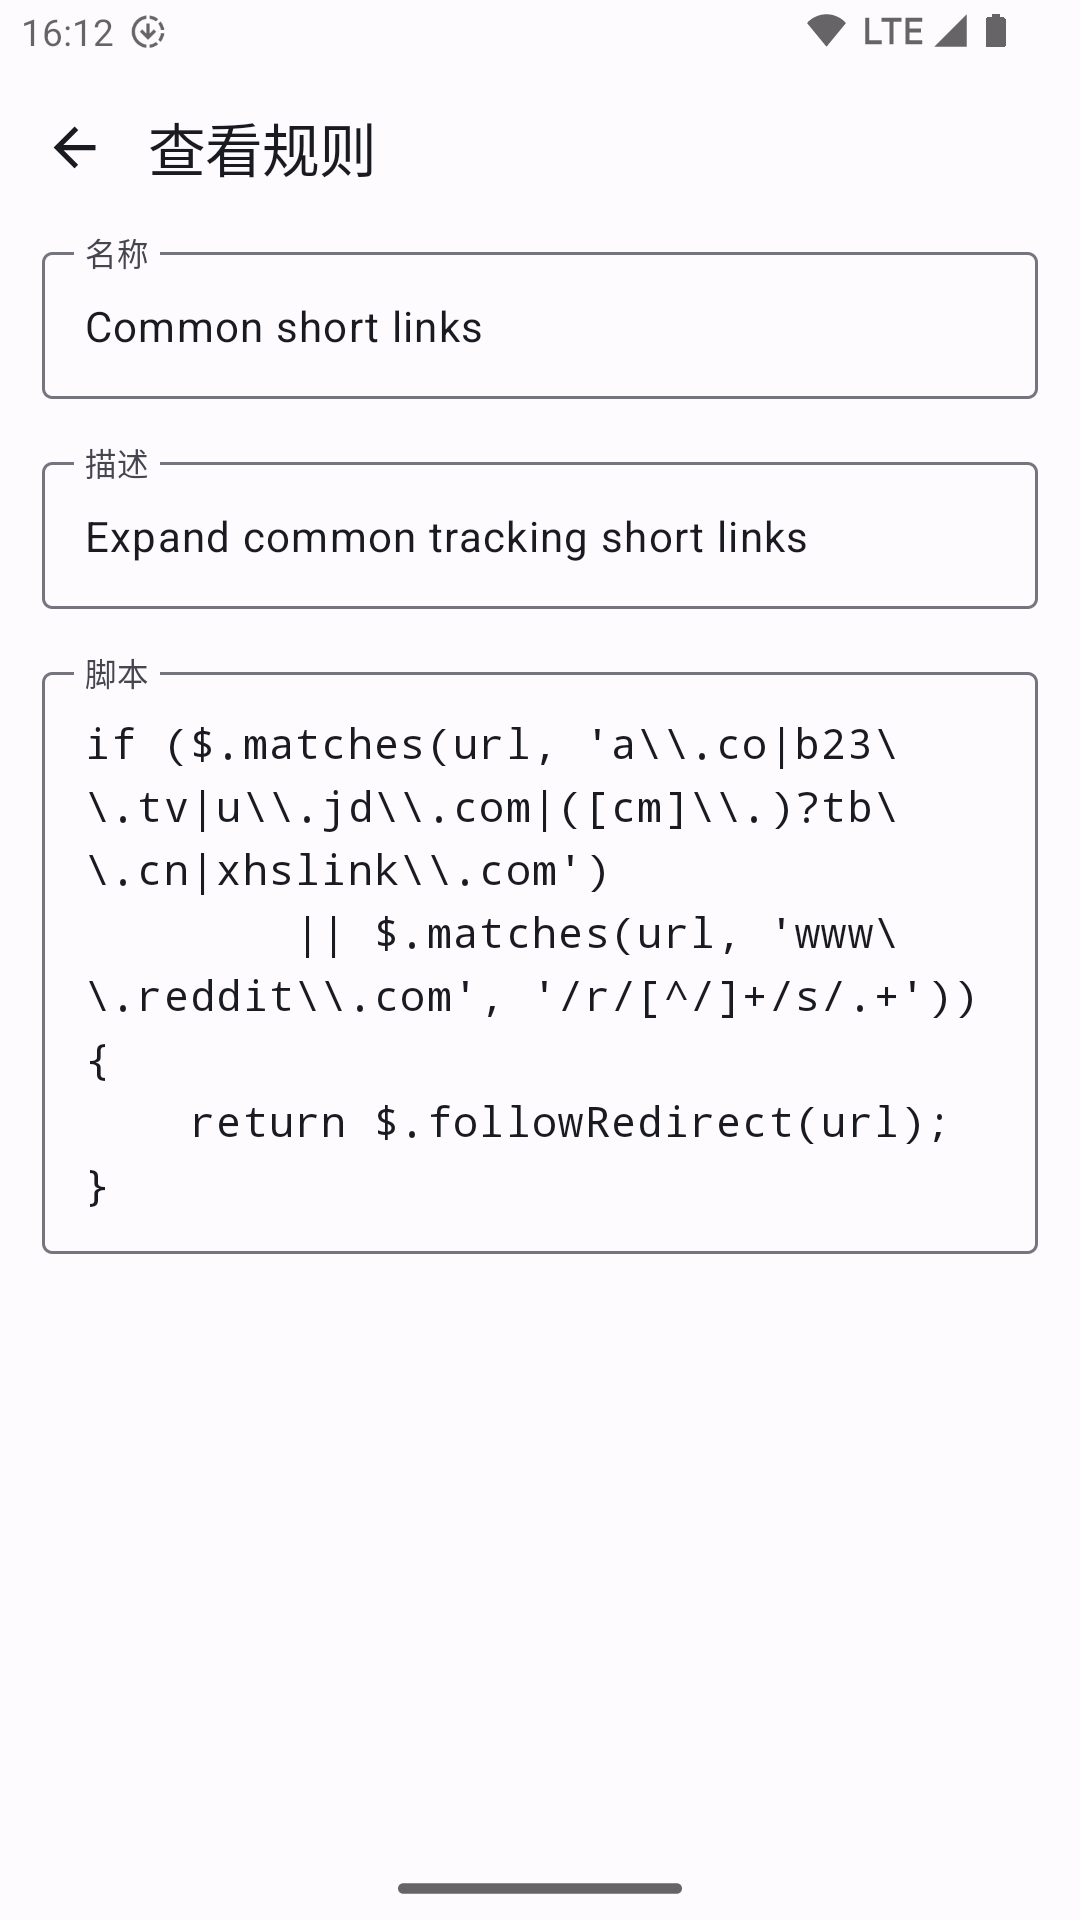 16:12 LTE
查看规则
名称
Common short links
描述
Expand common tracking short links
脚本
if ($.matches(url, 'a\\.co|b23\
\.tv|u\\.jd\\.com|([cm]\\.)?tb\
\.cn|xhslink\\.com')
        || $.matches(url, 'www\
\.reddit\\.com', '/r/[^/]+/s/.+'))
{
    return $.followRedirect(url);
}